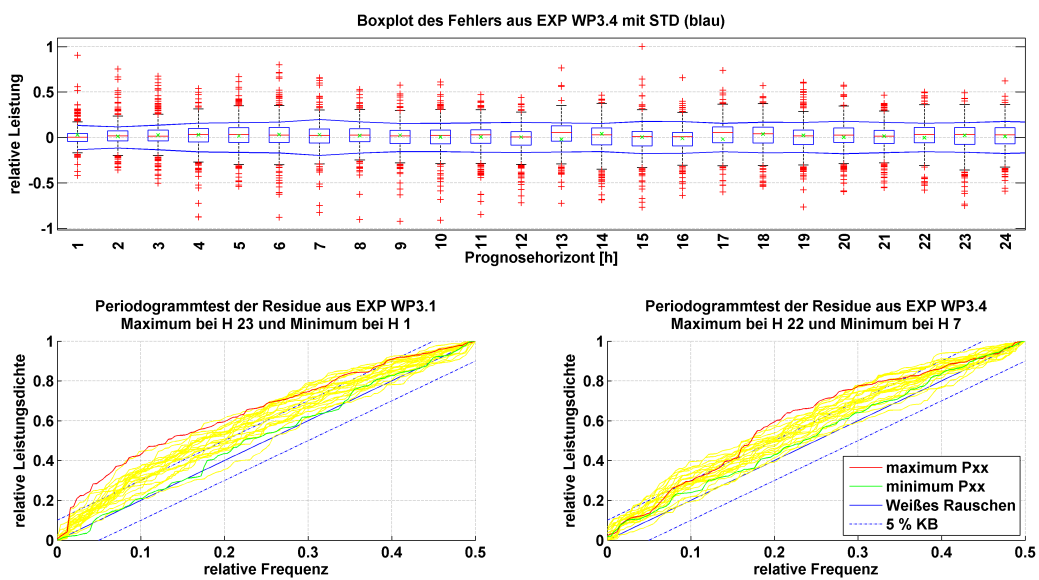 Boxplot des Fehlers aus EXP WP3.4 mit STD (blau)
relative Leistung
1
0.5
0
-0.5
-1
1 2 3 4 5 6 7 8 9 10 11 12 13 14 15 16 17 18 19 20 21 22 23 24
Prognosehorizont [h]
Periodogrammtest der Residue aus EXP WP3.1
Maximum bei H 23 und Minimum bei H 1
relative Leistungsdichte
1
0.8
0.6
0.4
0.2
0
0 0.1 0.2 0.3 0.4 0.5
relative Frequenz
Periodogrammtest der Residue aus EXP WP3.4
Maximum bei H 22 und Minimum bei H 7
relative Leistungsdichte
1
0.8
0.6
0.4
0.2
0
0 0.1 0.2 0.3 0.4 0.5
relative Frequenz
maximum Pxx
minimum Pxx
Weißes Rauschen
5 % KB